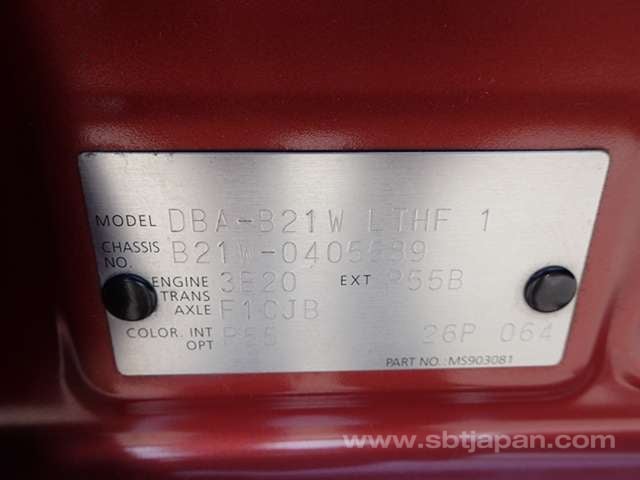 MODEL DBA-B21W LTHF 1
CHASSIS NO. B21W-0405589
ENGINE 3B20 EXT P55B
TRANS AXLE F1CJB
COLOR. INT OPT 26P 064
PART NO.: MS903081
www.sbtjapan.com